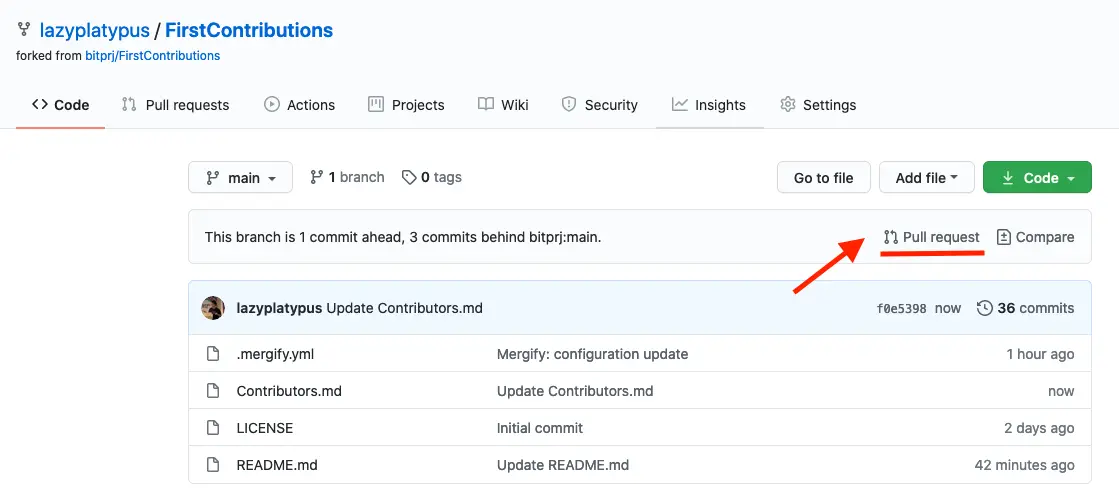 lazyplatypus / FirstContributions
forked from bitprj/FirstContributions
Code Pull requests Actions Projects Wiki Security Insights Settings
main 1 branch 0 tags Go to file Add file Code
This branch is 1 commit ahead, 3 commits behind bitprj:main. Pull request Compare
lazyplatypus Update Contributors.md f0e5398 now 36 commits
.mergify.yml Mergify: configuration update 1 hour ago
Contributors.md Update Contributors.md now
LICENSE Initial commit 2 days ago
README.md Update README.md 42 minutes ago